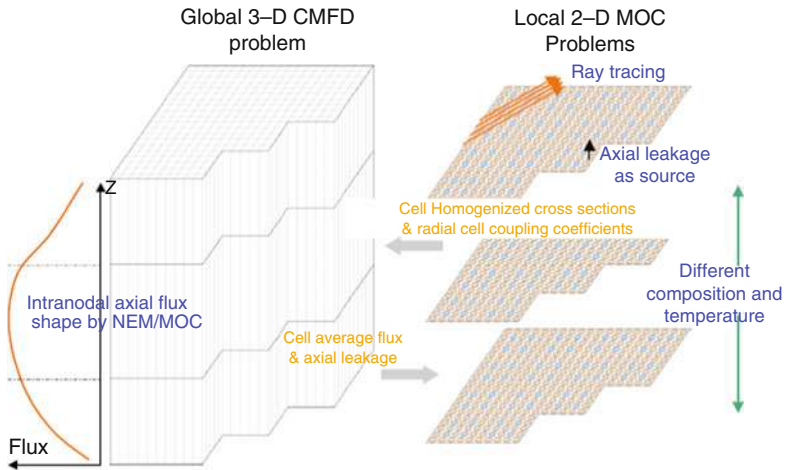 Global 3–D CMFD
problem
Local 2–D MOC
Problems
Ray tracing
Z
Axial leakage
as source
Cell Homogenized cross sections
& radial cell coupling coefficients
Intranodal axial flux
shape by NEM/MOC
Different
composition and
temperature
Cell average flux
& axial leakage
Flux